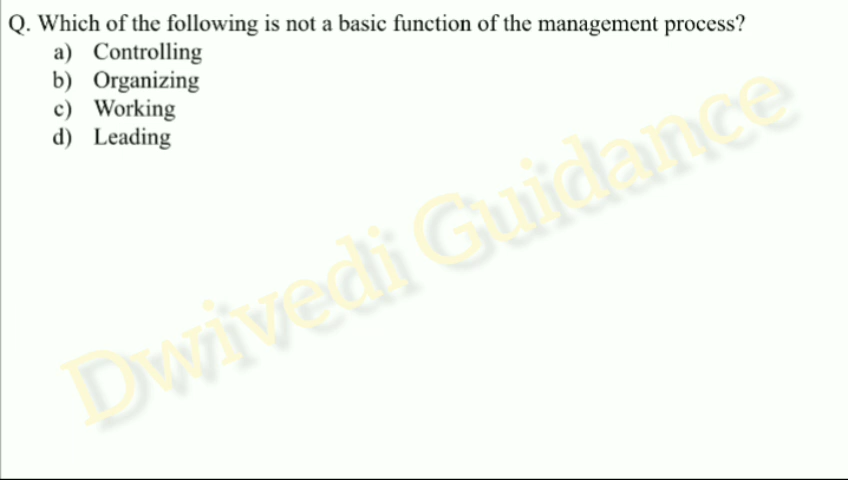 Q. Which of the following is not a basic function of the management process?
a) Controlling
b) Organizing
c) Working
d) Leading
Dwivedi Guidance